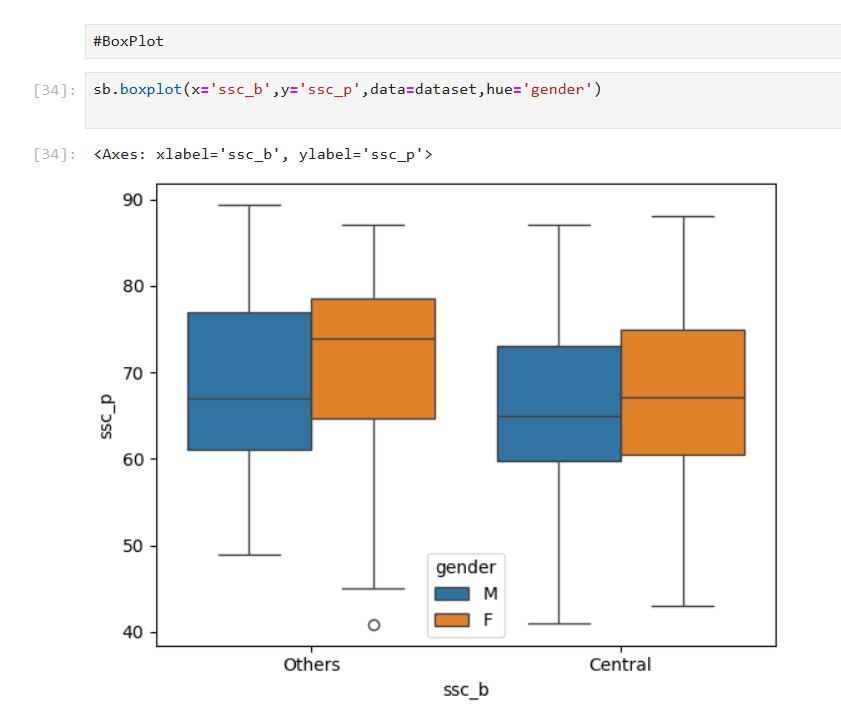 #BoxPlot
[34]: sb.boxplot(x='ssc_b',y='ssc_p',data=dataset,hue='gender')
[34]: <Axes: xlabel='ssc_b', ylabel='ssc_p'>
90
80
70
ssc_p
60
50
gender
M
F
40
Others Central
ssc_b